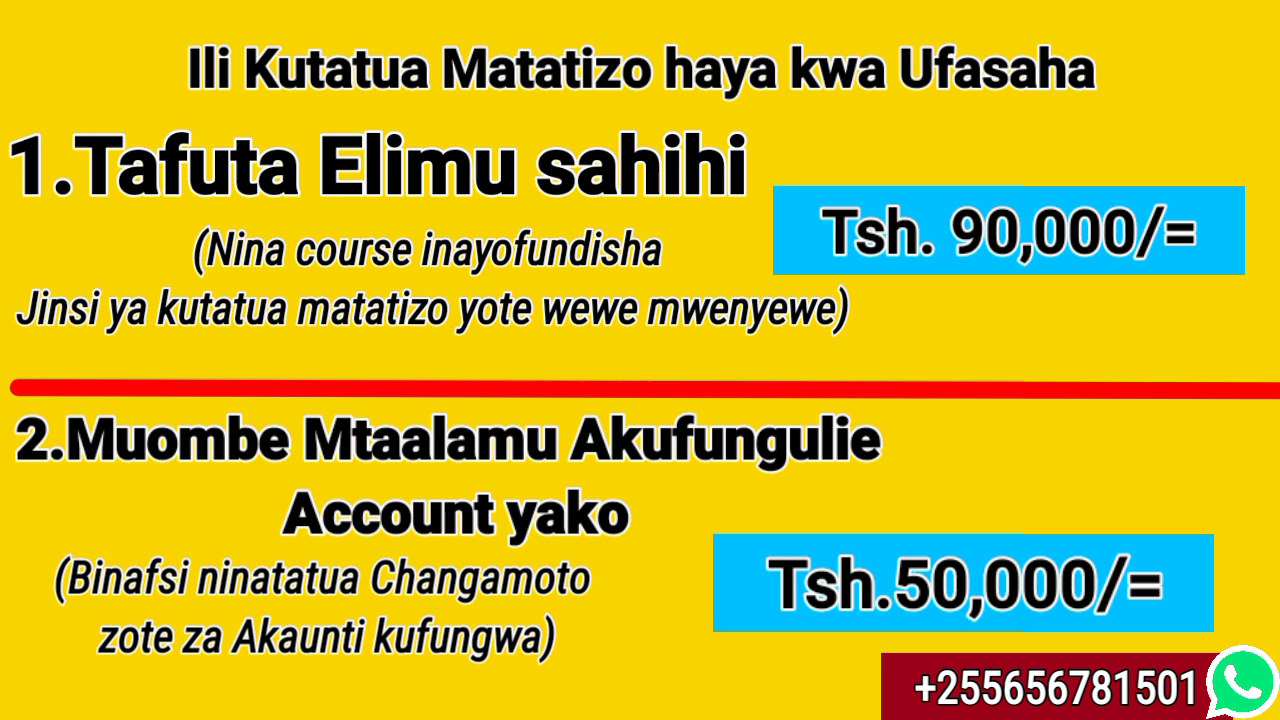 Ili Kutatua Matatizo haya kwa Ufasaha
1.Tafuta Elimu sahihi
Tsh. 90,000/=
(Nina course inayofundisha
Jinsi ya kutatua matatizo yote wewe mwenyewe)
2.Muombe Mtaalamu Akufungulie
Account yako
(Binafsi ninatatua Changamoto
zote za Akaunti kufungwa)
Tsh.50,000/=
+255656781501